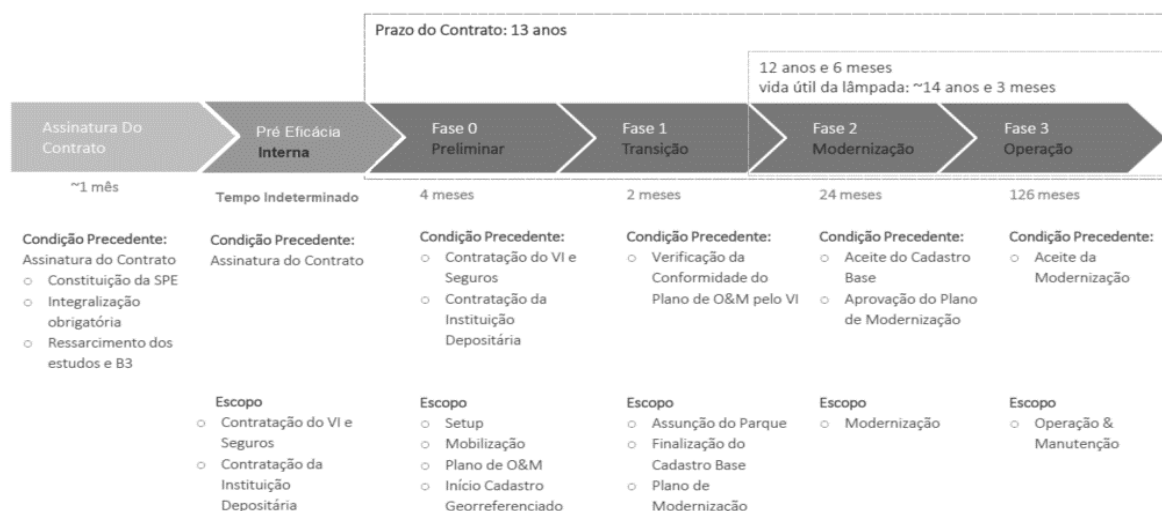 Prazo do Contrato: 13 anos
12 anos e 6 meses
vida útil da lâmpada: ~14 anos e 3 meses
Assinatura Do
Contrato
Pré Eficácia
Interna
Fase 0
Preliminar
Fase 1
Transição
Fase 2
Modernização
Fase 3
Operação
~1 mês
Tempo Indeterminado
4 meses
2 meses
24 meses
126 meses
Condição Precedente:
Assinatura do Contrato
○ Constituição da SPE
○ Integralização
obrigatória
○ Ressarcimento dos
estudos e B3
Condição Precedente:
Assinatura do Contrato
Condição Precedente:
○ Contratação do VI e
Seguros
○ Contratação da
Instituição
Depositária
Condição Precedente:
○ Verificação da
Conformidade do
Plano de O&M pelo VI
Condição Precedente:
○ Aceite do Cadastro
Base
○ Aprovação do Plano
de Modernização
Condição Precedente:
○ Aceite da
Modernização
Escopo
○ Contratação do VI e
Seguros
○ Contratação da
Instituição
Depositária
Escopo
○ Setup
○ Mobilização
○ Plano de O&M
○ Início Cadastro
Georreferenciado
Escopo
○ Assunção do Parque
○ Finalização do
Cadastro Base
○ Plano de
Modernização
Escopo
○ Modernização
Escopo
○ Operação &
Manutenção